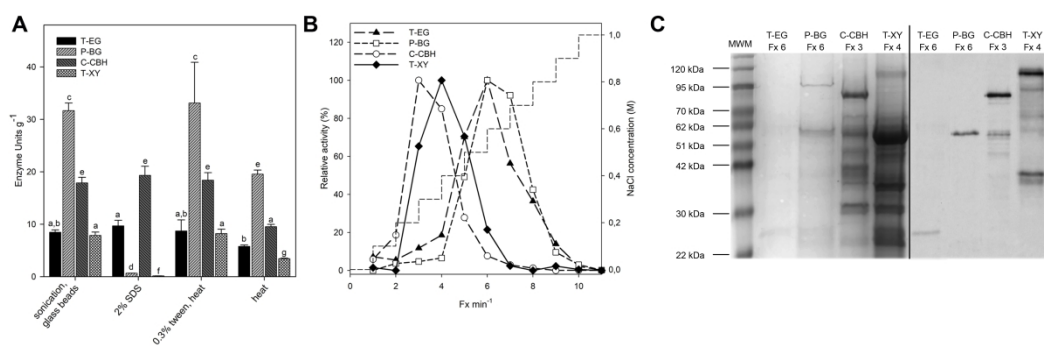 A
T-EG
P-BG
C-CBH
T-XY
Enzyme Units g-1
50
40
30
20
10
0
a,b
c
e
a
a
d
e
f
a,b
c
e
a
b
e
a
g
sonication,
glass beads
2% SDS
0.3% tween, heat
heat
B
T-EG
P-BG
C-CBH
T-XY
Relative activity (%)
120
100
80
60
40
20
0
0 2 4 6 8 10
Fx min-1
NaCl concentration (M)
1,0
0,8
0,6
0,4
0,2
0,0
C
T-EG P-BG C-CBH T-XY T-EG P-BG C-CBH T-XY
MWM Fx 6 Fx 6 Fx 3 Fx 4 Fx 6 Fx 6 Fx 3 Fx 4
120 kDa
95 kDa
70 kDa
62 kDa
51 kDa
42 kDa
30 kDa
22 kDa